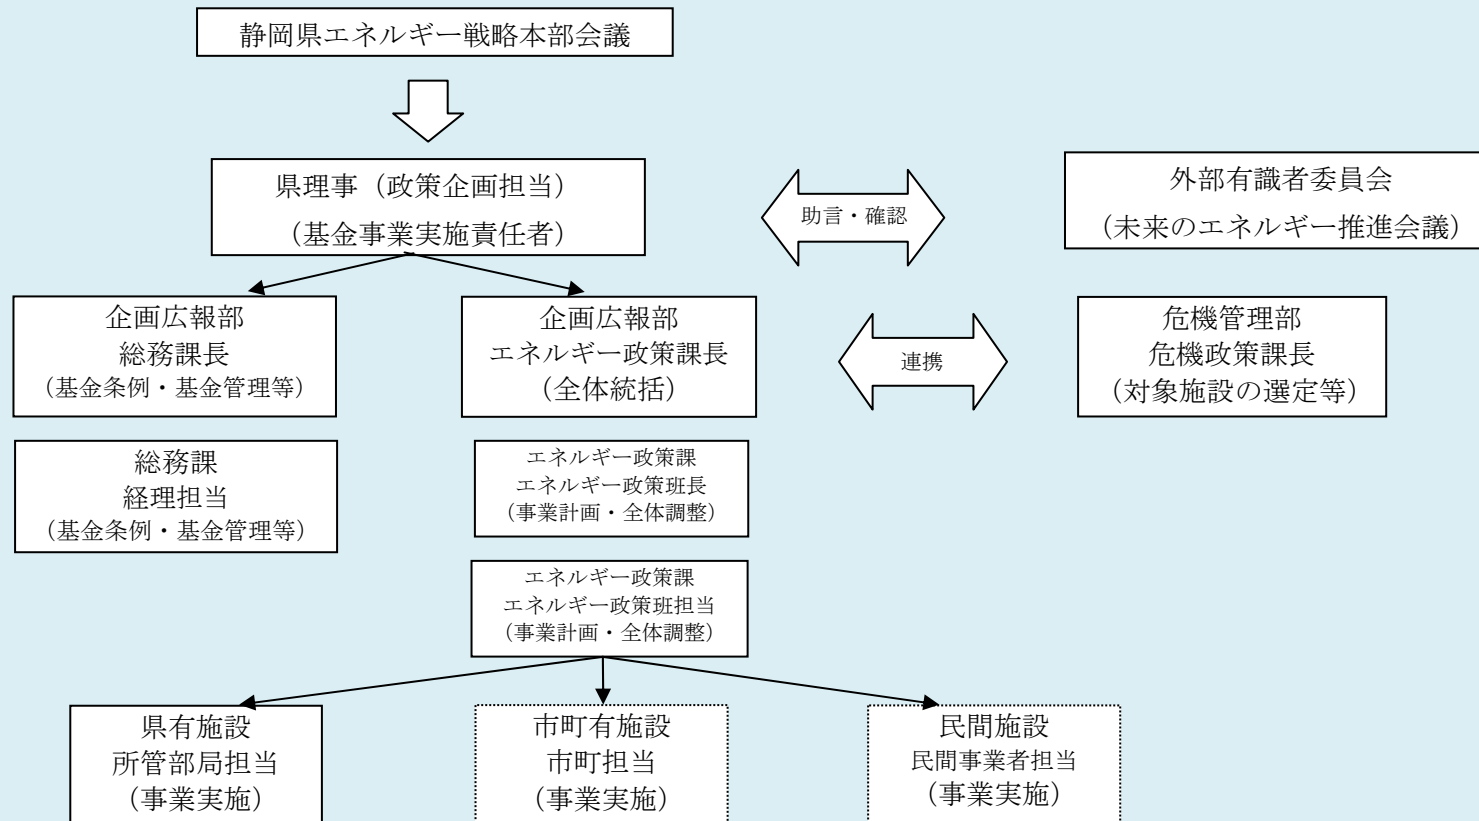 静岡県エネルギー戦略本部会議
県理事（政策企画担当）
（基金事業実施責任者）
助言・確認
外部有識者委員会
（未来のエネルギー推進会議）
企画広報部
総務課長
（基金条例・基金管理等）
企画広報部
エネルギー政策課長
（全体統括）
連携
危機管理部
危機政策課長
（対象施設の選定等）
総務課
経理担当
（基金条例・基金管理等）
エネルギー政策課
エネルギー政策班長
（事業計画・全体調整）
エネルギー政策課
エネルギー政策班担当
（事業計画・全体調整）
県有施設
所管部局担当
（事業実施）
市町有施設
市町担当
（事業実施）
民間施設
民間事業者担当
（事業実施）